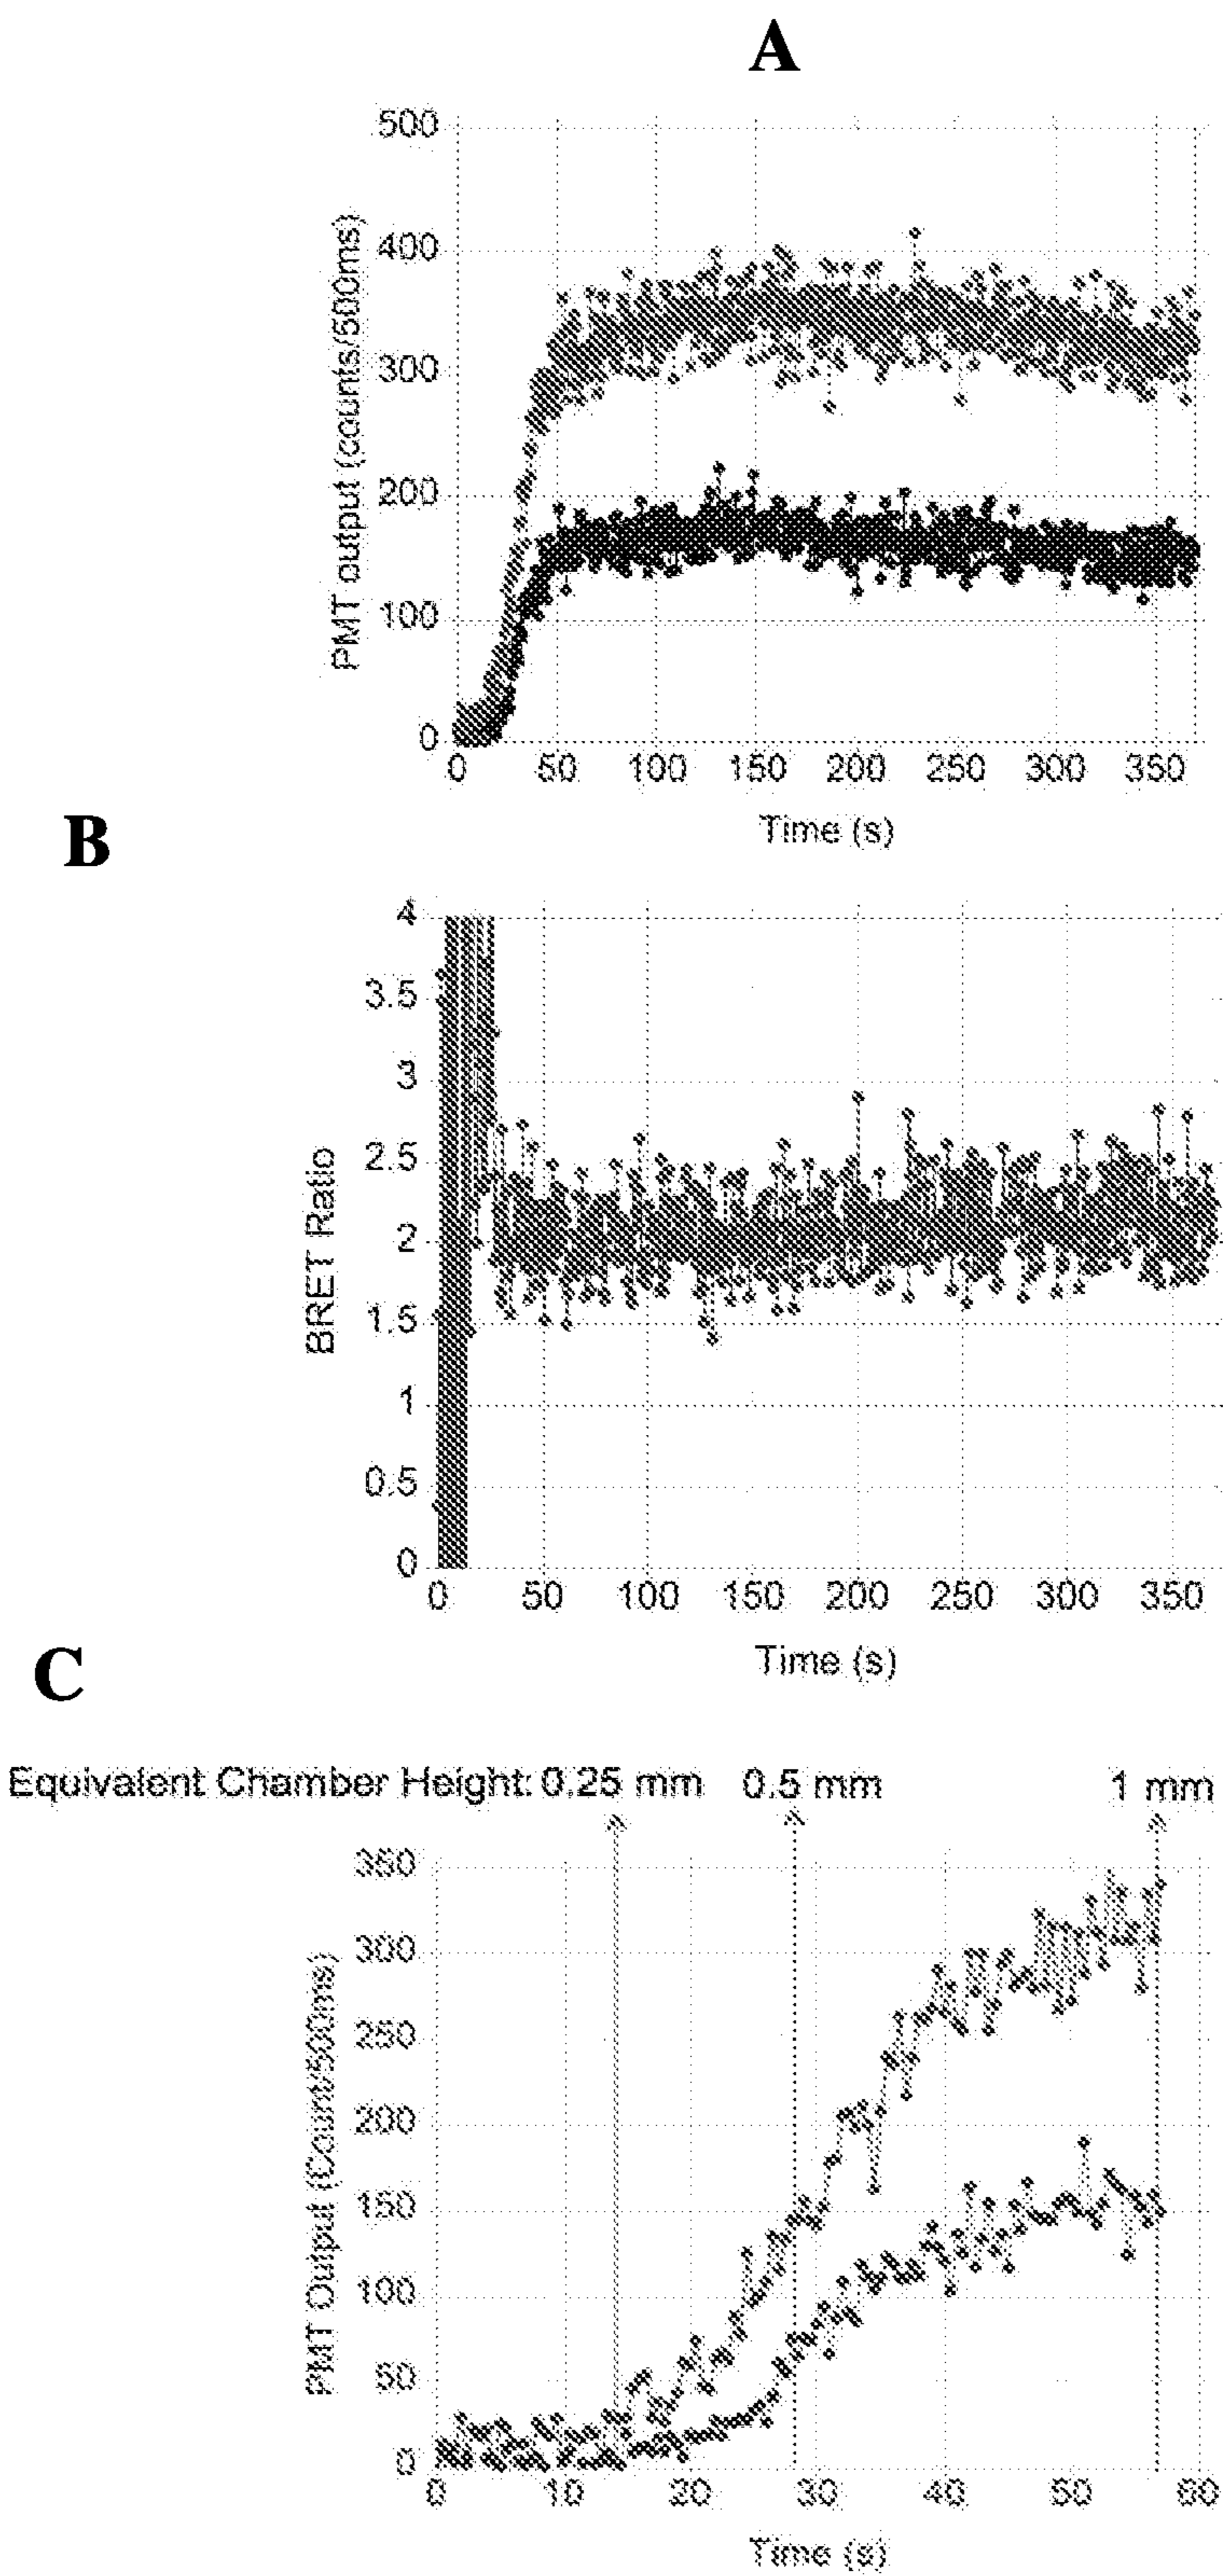 A
500
400
300
200
100
0
PMT output (counts/500ms)
0 50 100 150 200 250 300 350
Time (s)
B
4
3.5
3
2.5
2
1.5
1
0.5
0
BRET Ratio
0 50 100 150 200 250 300 350
Time (s)
C
Equivalent Chamber Height: 0.25 mm 0.5 mm 1 mm
350
300
250
200
150
100
50
0
PMT Output (Count/500ms)
0 10 20 30 40 50 60
Time (s)